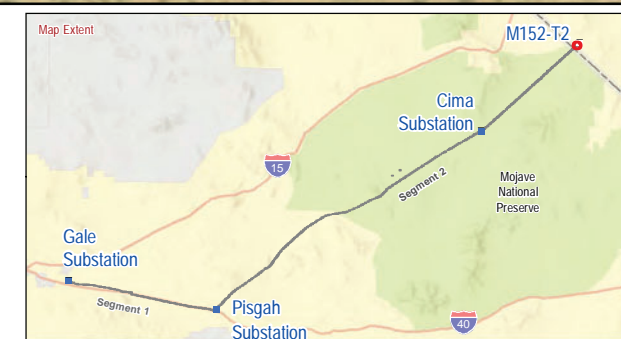 Map Extent
M152-T2
Cima
Substation
15
Segment 2
Mojave
National
Preserve
Gale
Substation
Segment 1
Pisgah
Substation
40